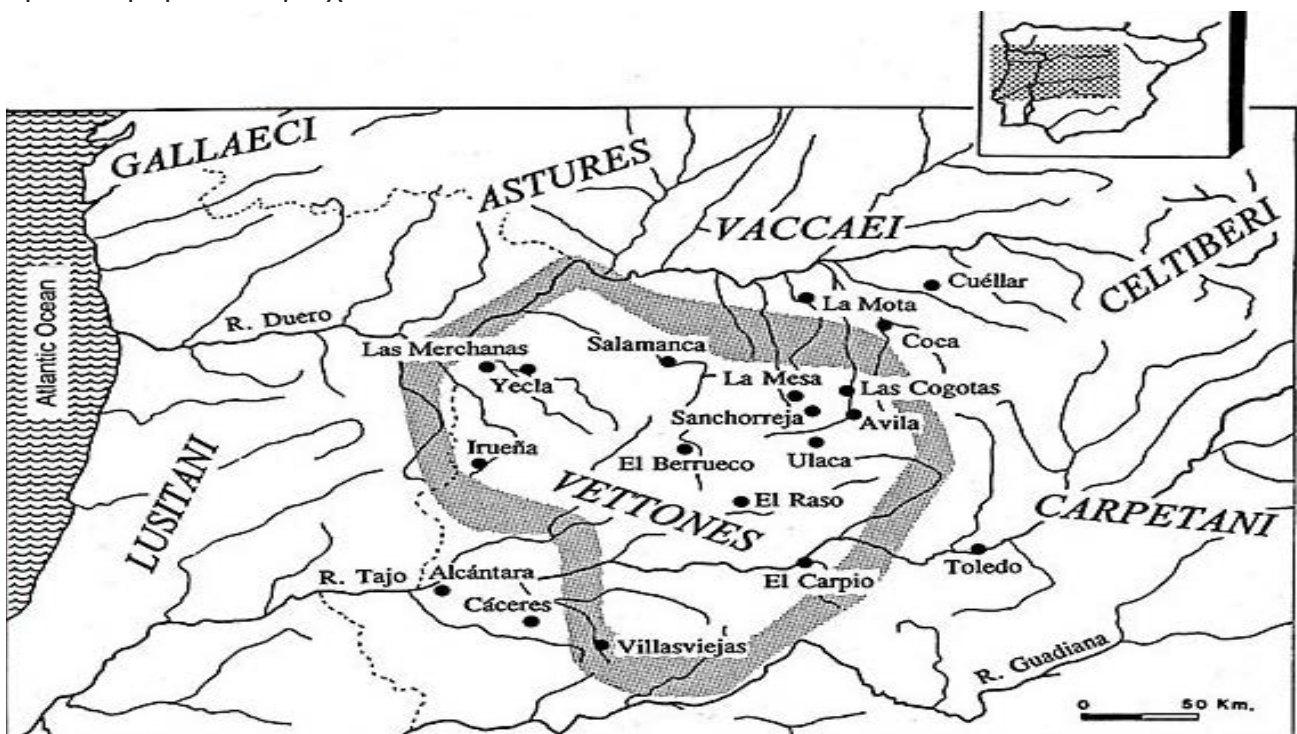 GALLAECI
ASTURES
VACCAEI
CELTIBERI
Atlantic Ocean
R. Duero
La Mota
Cuéllar
Coca
Las Merchanas
Salamanca
Yecla
La Mesa
Las Cogotas
Sanchorreja
Avila
Irueña
El Berrueco
Ulaca
LUSITANI
VETTONES
El Raso
CARPETANI
R. Tajo
Alcántara
El Carpio
Toledo
Cáceres
Villasviejas
R. Guadiana
0 50 Km.